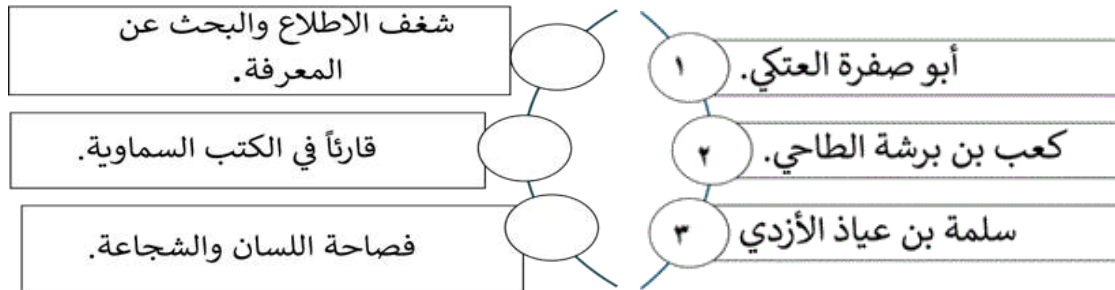 ١ أبو صفرة العتكي.
٢ كعب بن برشة الطاحي.
٣ سلمة بن عياذ الأزدي
شغف الاطلاع والبحث عن
المعرفة.
قارئاً في الكتب السماوية.
فصاحة اللسان والشجاعة.